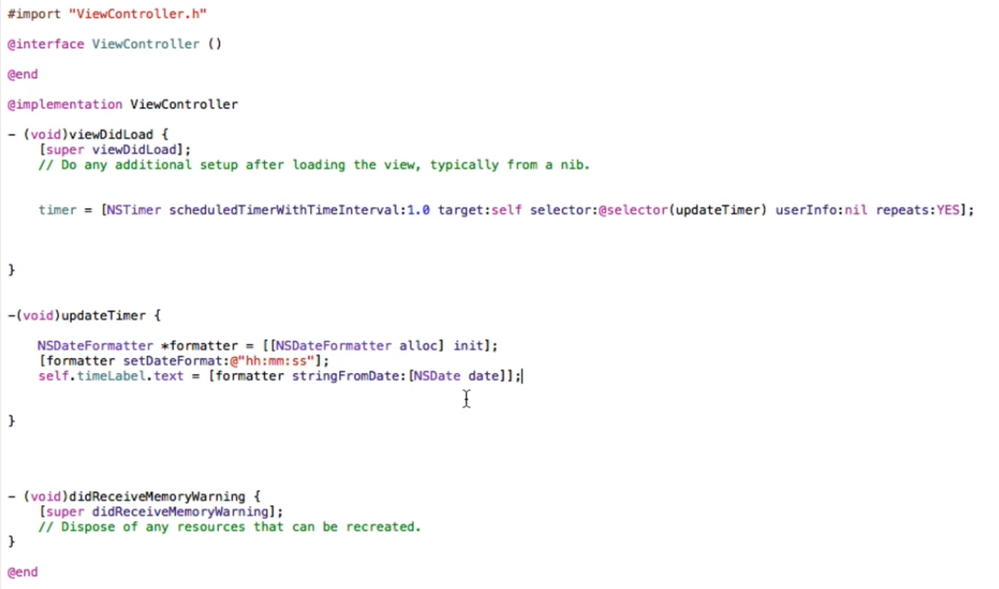 #import "ViewController.h"
@interface ViewController ()
@end
@implementation ViewController
- (void)viewDidLoad {
[super viewDidLoad];
// Do any additional setup after loading the view, typically from a nib.
timer = [NSTimer scheduledTimerWithTimeInterval:1.0 target:self selector:@selector(updateTimer) userInfo:nil repeats:YES];
}
-(void)updateTimer {
NSDateFormatter *formatter = [[NSDateFormatter alloc] init];
[formatter setDateFormat:@"hh:mm:ss"];
self.timeLabel.text = [formatter stringFromDate:[NSDate date]];
}
- (void)didReceiveMemoryWarning {
[super didReceiveMemoryWarning];
// Dispose of any resources that can be recreated.
}
@end